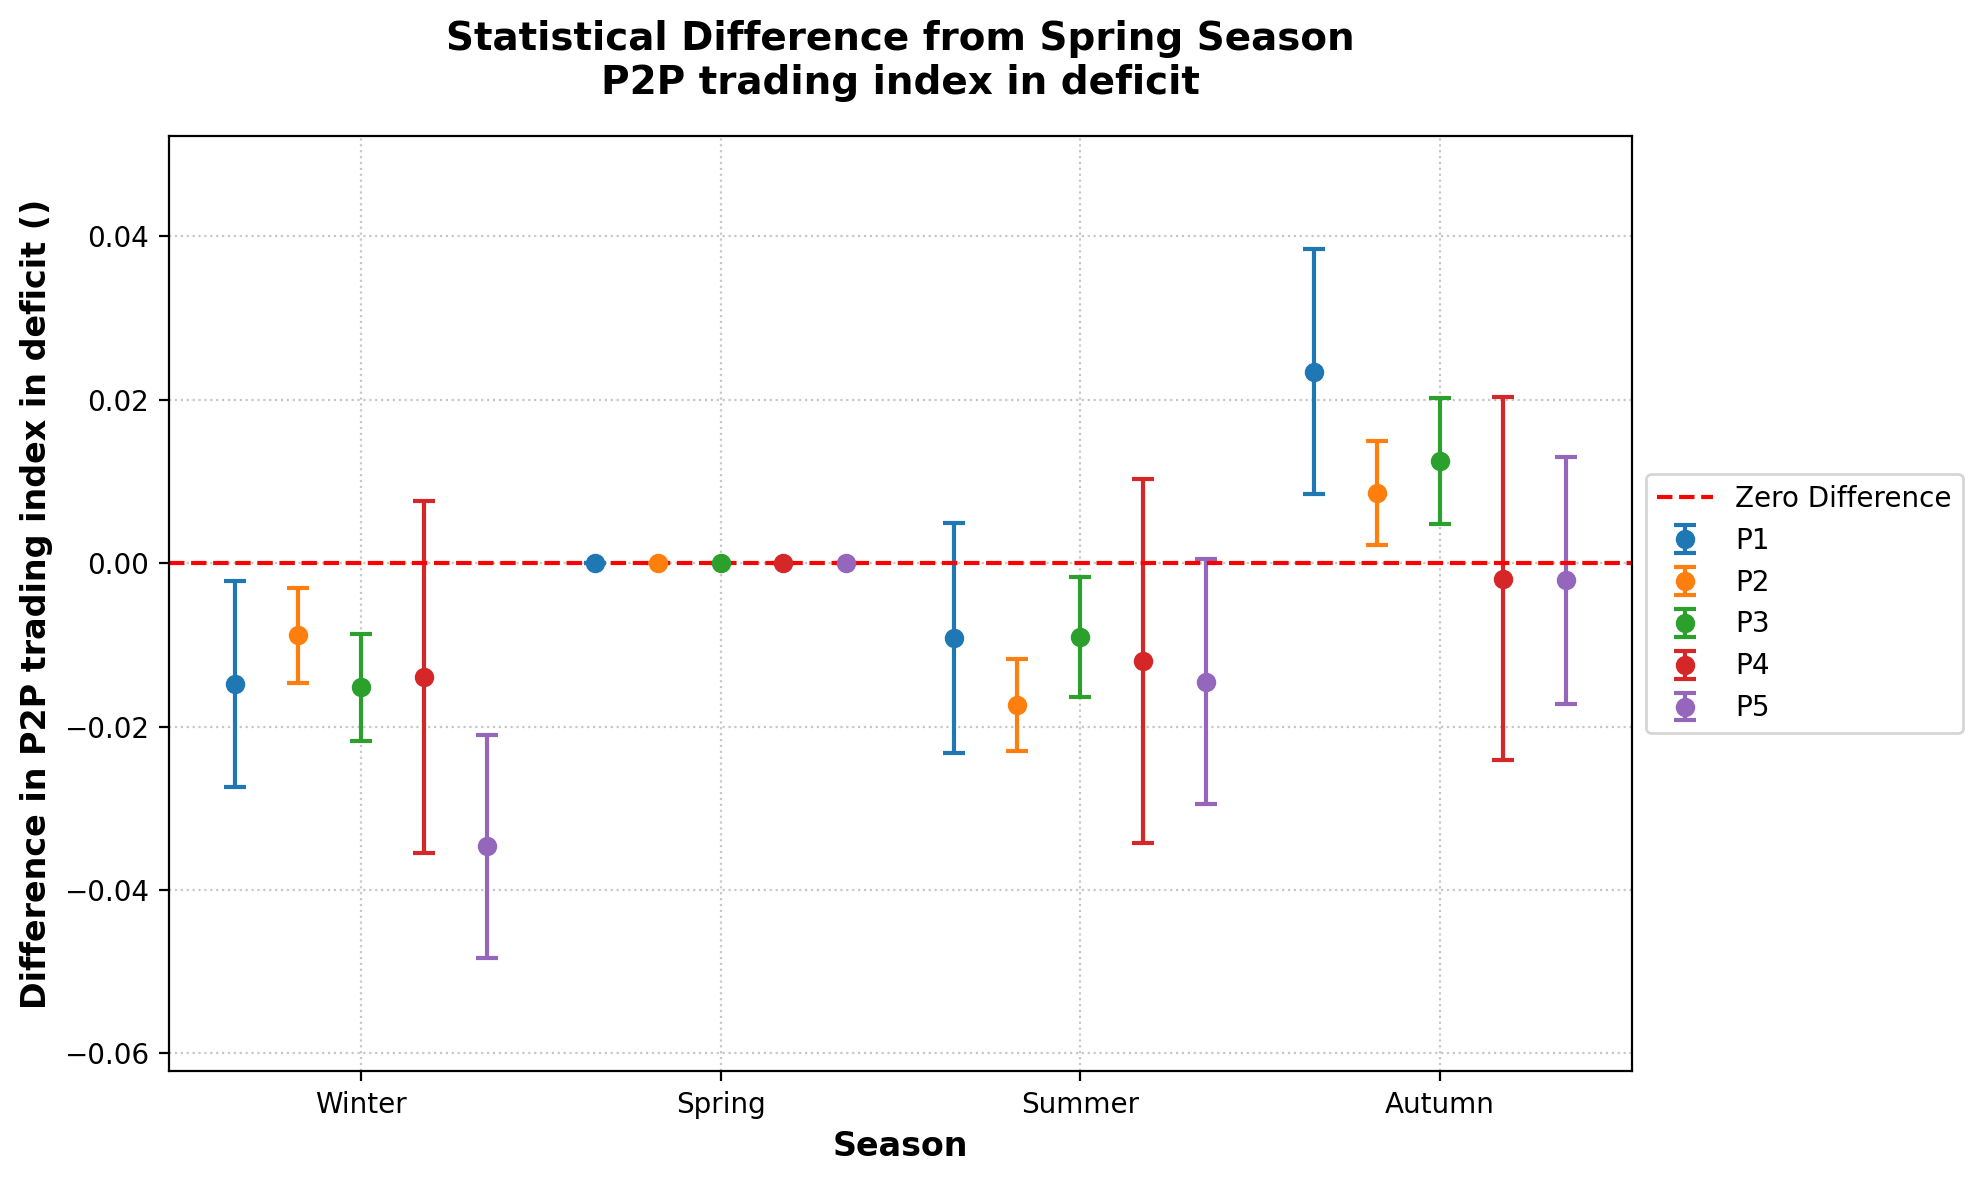 Statistical Difference from Spring Season
P2P trading index in deficit
Difference in P2P trading index in deficit ()
0.04
0.02
0.00
−0.02
−0.04
−0.06
Winter
Spring
Summer
Autumn
Season
Zero Difference
P1
P2
P3
P4
P5